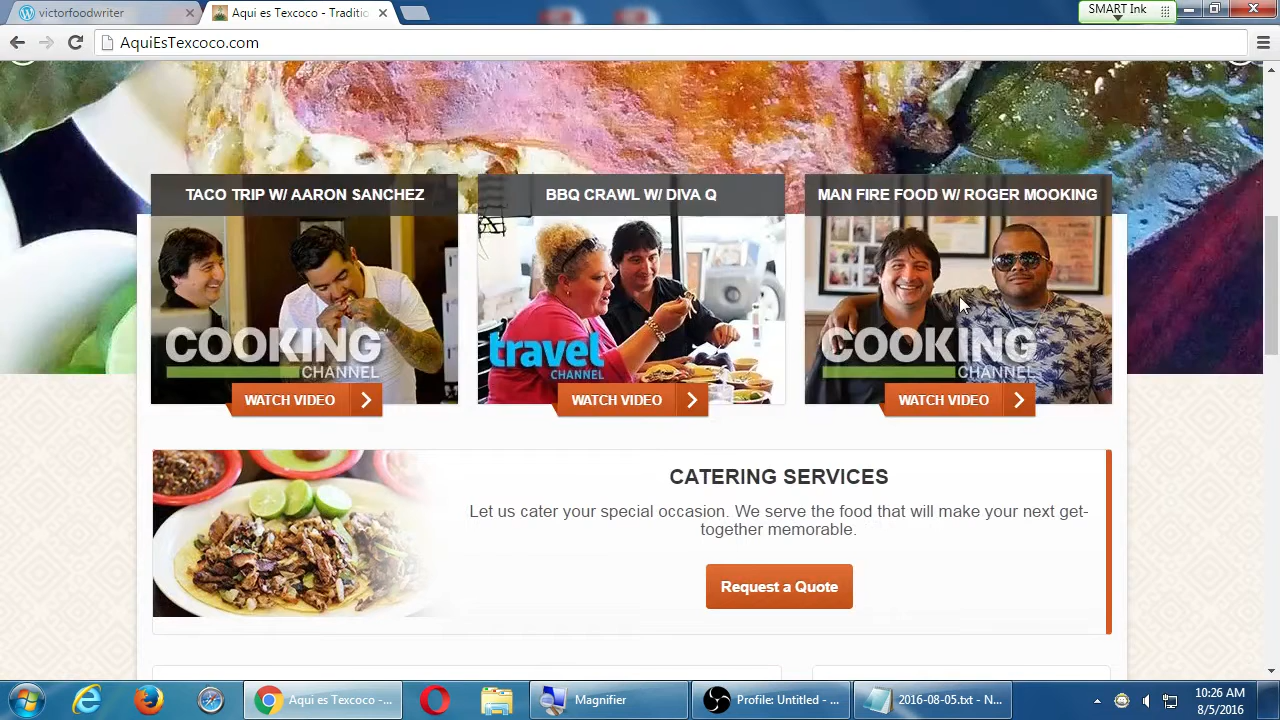 victorfoodwriter
Aqui es Texcoco - Traditio
SMART Ink
AquiEsTexcoco.com
TACO TRIP W/ AARON SANCHEZ
BBQ CRAWL W/ DIVA Q
MAN FIRE FOOD W/ ROGER MOOKING
COOKING
CHANNEL
travel
CHANNEL
COOKING
CHANNEL
WATCH VIDEO
WATCH VIDEO
WATCH VIDEO
CATERING SERVICES
Let us cater your special occasion. We serve the food that will make your next get-
together memorable.
Request a Quote
Aqui es Texcoco -...
Magnifier
Profile: Untitled - ...
2016-08-05.txt - N...
10:26 AM
8/5/2016